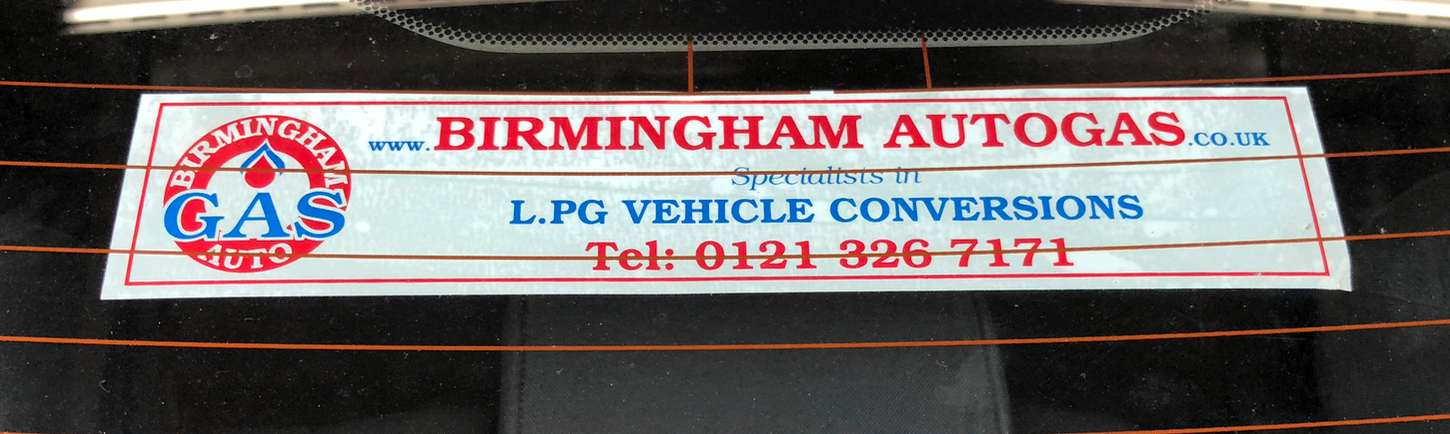 BIRMINGHAM
GAS
AUTO
www.BIRMINGHAM AUTOGAS.CO.UK
Specialists in
L.PG VEHICLE CONVERSIONS
Tel: 0121 326 7171